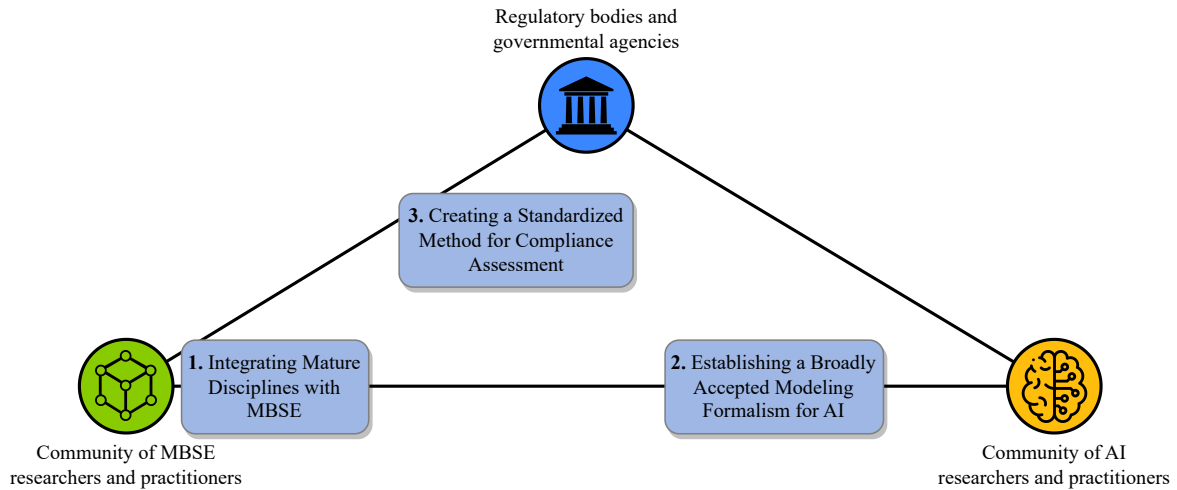 Regulatory bodies and
governmental agencies
3. Creating a Standardized
Method for Compliance
Assessment
1. Integrating Mature
Disciplines with
MBSE
2. Establishing a Broadly
Accepted Modeling
Formalism for AI
Community of MBSE
researchers and practitioners
Community of AI
researchers and practitioners